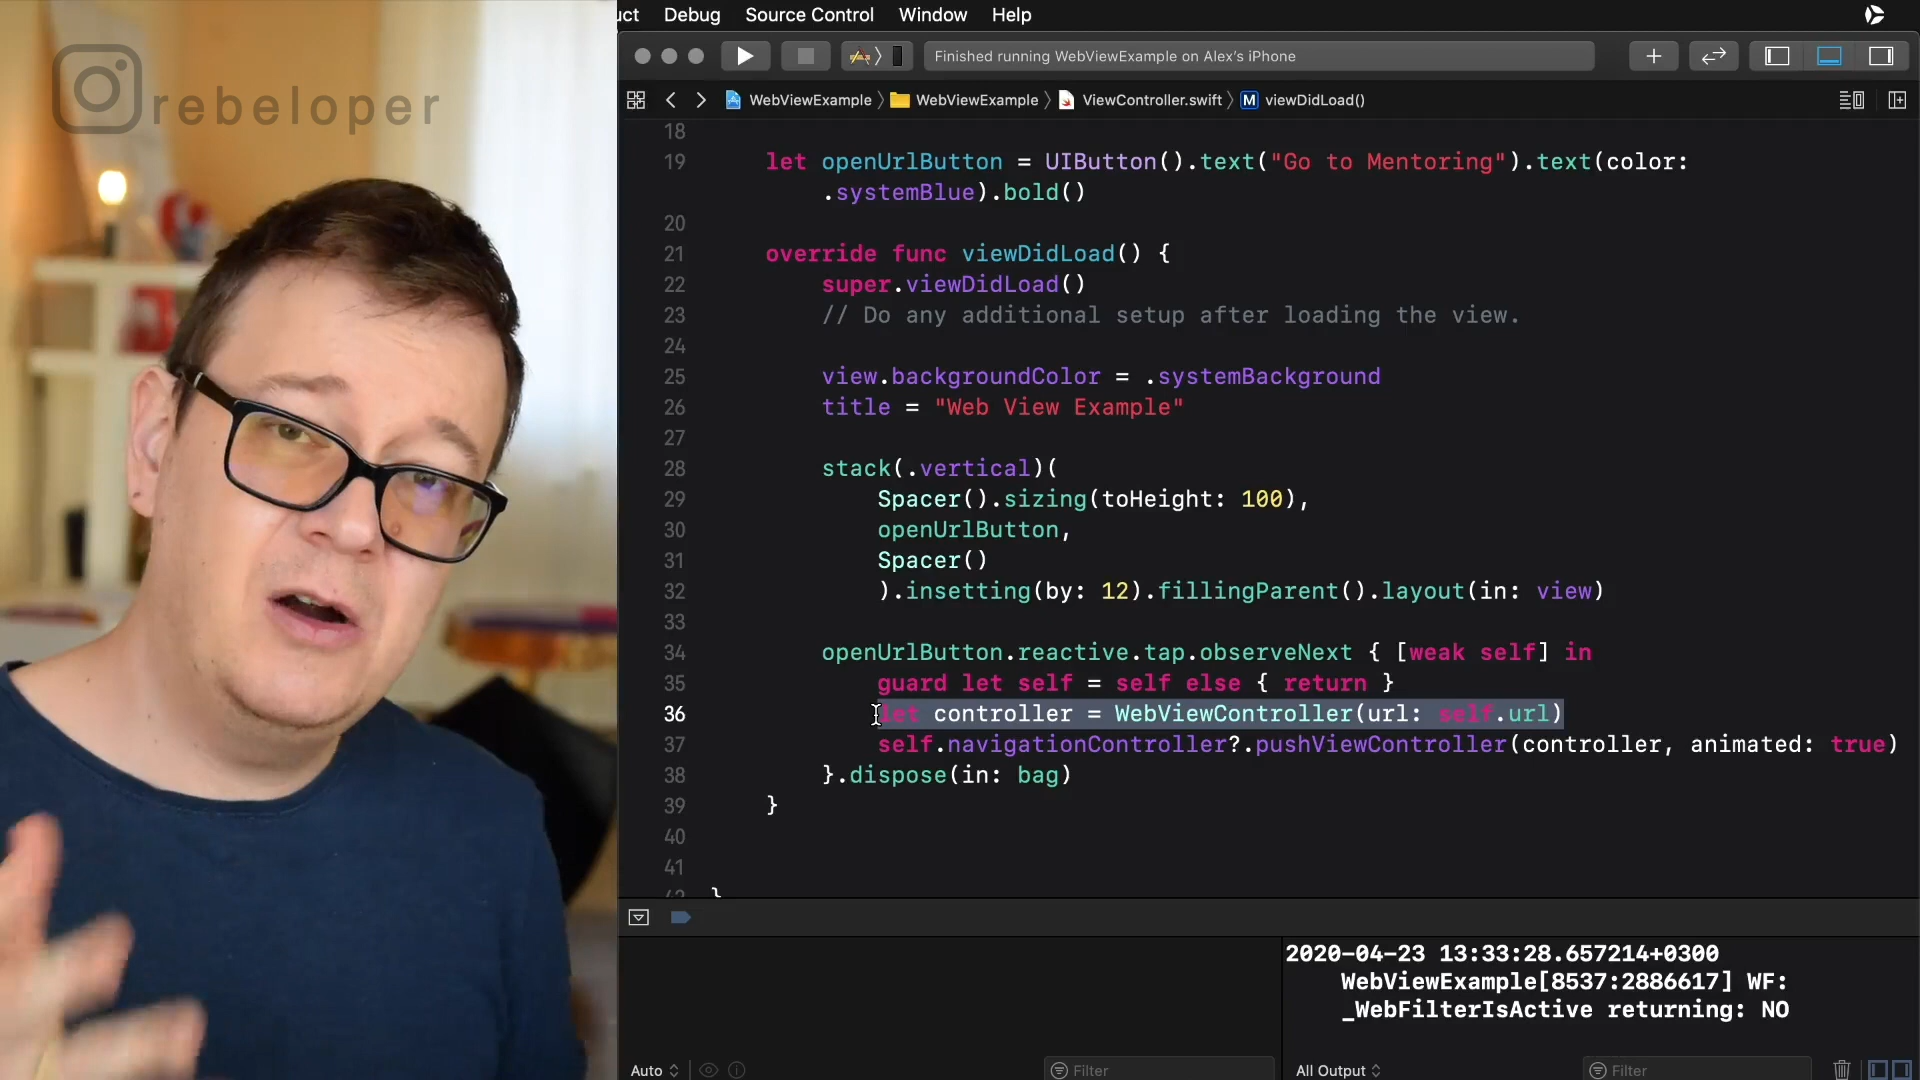 uct Debug Source Control Window Help
Finished running WebViewExample on Alex's iPhone
rebeloper
WebViewExample WebViewExample ViewController.swift M viewDidLoad()
18
19 let openUrlButton = UIButton().text("Go to Mentoring").text(color:
.systemBlue).bold()
20
21 override func viewDidLoad() {
22 super.viewDidLoad()
23 // Do any additional setup after loading the view.
24
25 view.backgroundColor = .systemBackground
26 title = "Web View Example"
27
28 stack(.vertical)(
29 Spacer().sizing(toHeight: 100),
30 openUrlButton,
31 Spacer()
32 ).insetting(by: 12).fillingParent().layout(in: view)
33
34 openUrlButton.reactive.tap.observeNext { [weak self] in
35 guard let self = self else { return }
36 let controller = WebViewController(url: self.url)
37 self.navigationController?.pushViewController(controller, animated: true)
38 }.dispose(in: bag)
39 }
40
41
42 }
2020-04-23 13:33:28.657214+0300
WebViewExample[8537:2886617] WF:
_WebFilterIsActive returning: NO
Auto Filter All Output Filter